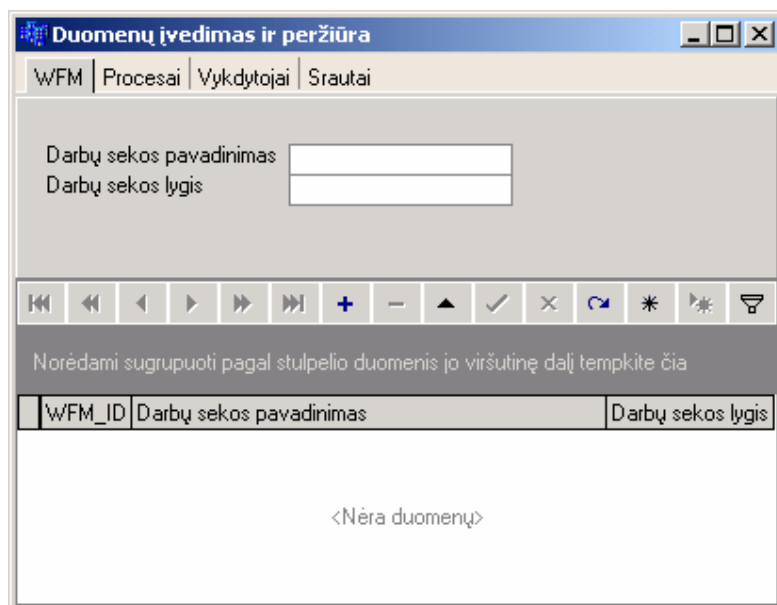 Duomenų įvedimas ir peržiūra
WFM Procesai Vykdytojai Srautai
Darbų sekos pavadinimas
Darbų sekos lygis
Norėdami sugrupuoti pagal stulpelio duomenis jo viršutinę dalį tempkite čia
WFM_ID Darbų sekos pavadinimas Darbų sekos lygis
<Nėra duomenų>